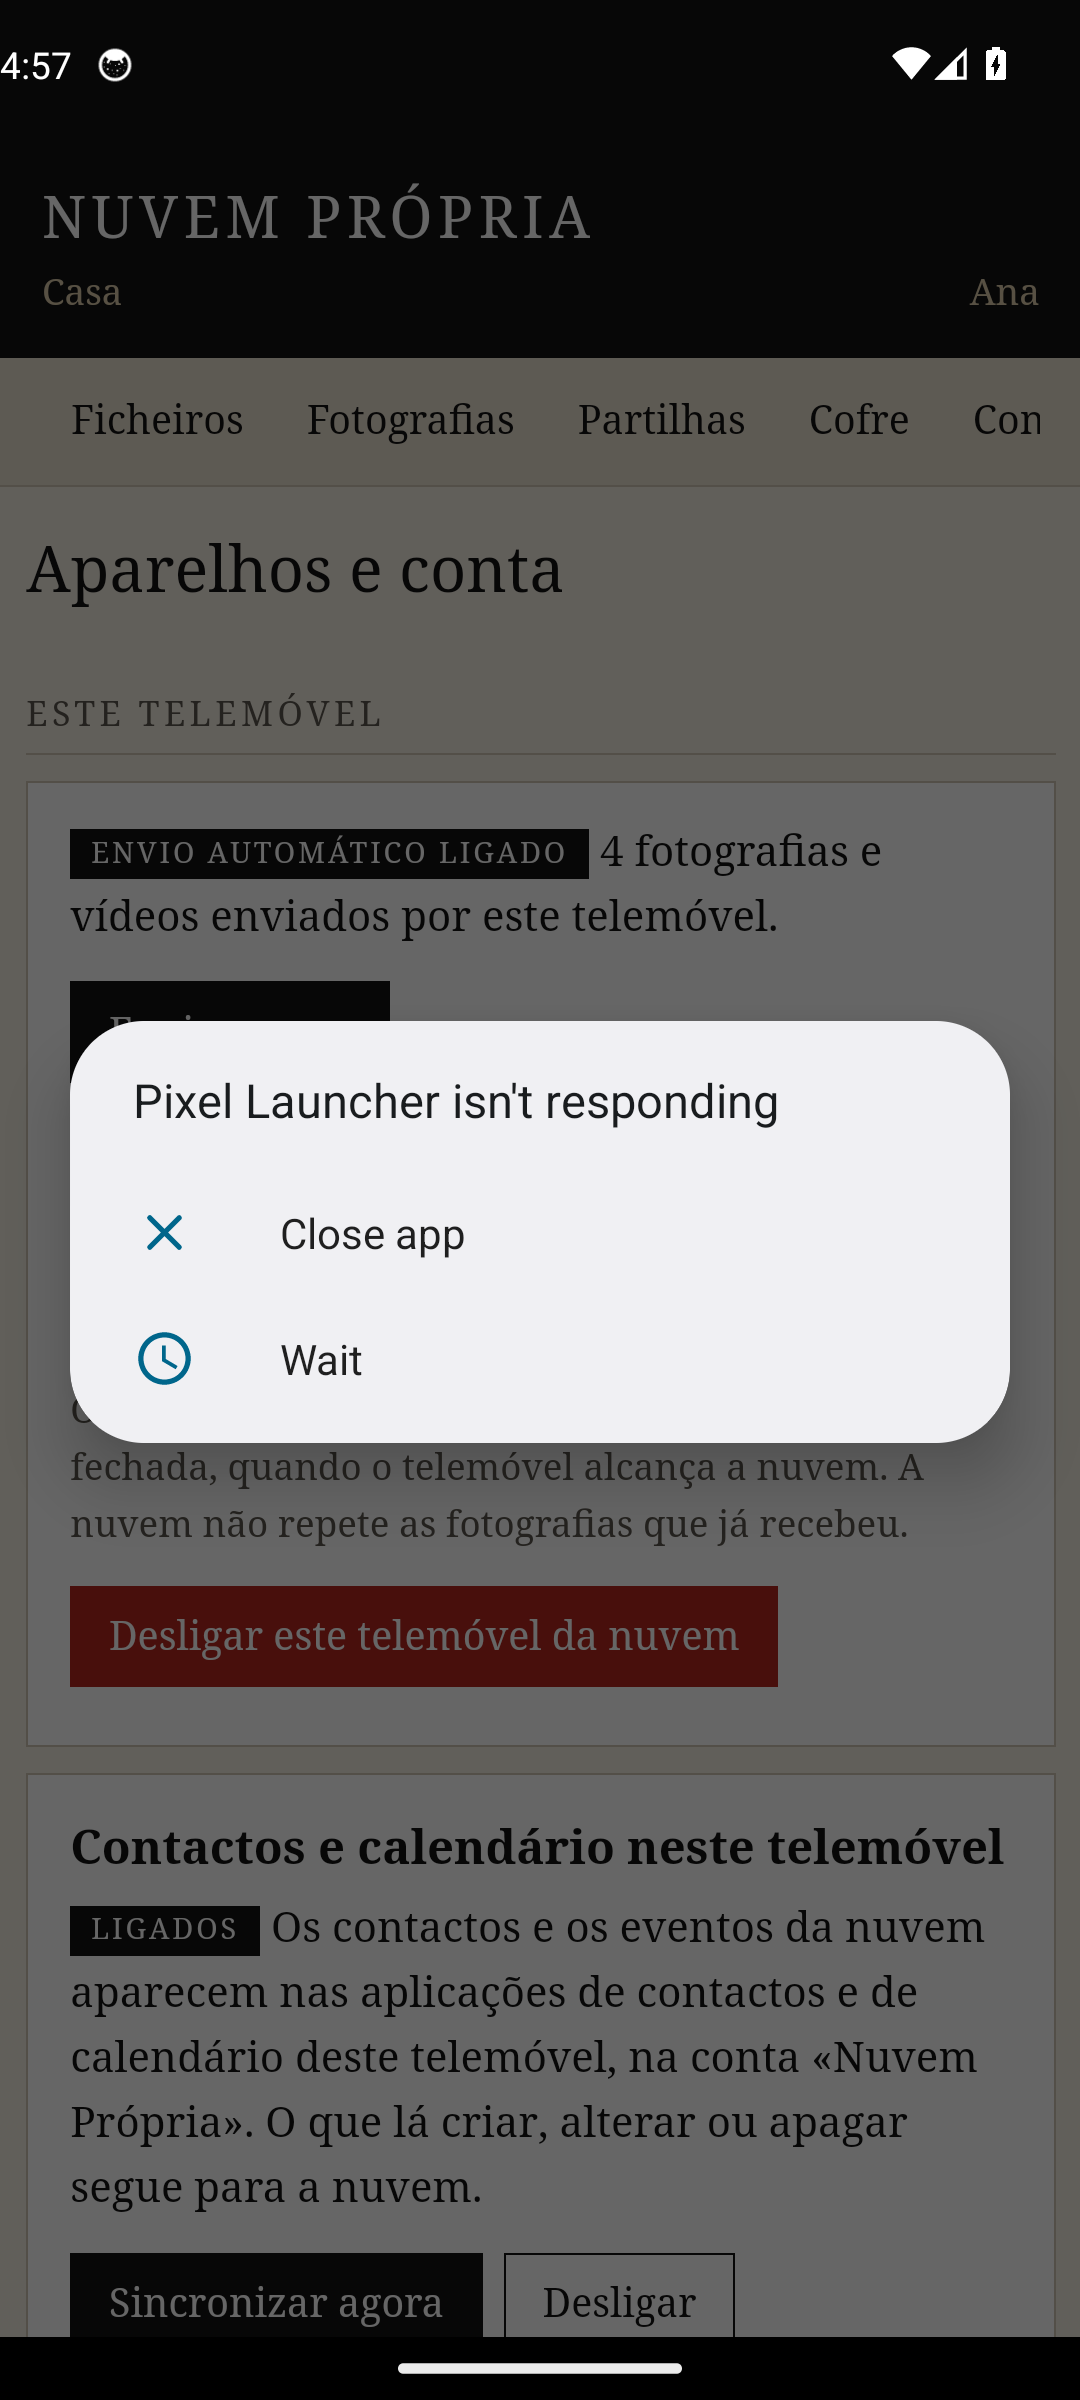 4:57
NUVEM PRÓPRIA
Casa
Ana
Ficheiros Fotografias Partilhas Cofre
Aparelhos e conta
ESTE TELEMÓVEL
ENVIO AUTOMÁTICO LIGADO 4 fotografias e
vídeos enviados por este telemóvel.
Pixel Launcher isn't responding
Close app
Wait
fechada, quando o telemóvel alcança a nuvem. A
nuvem não repete as fotografias que já recebeu.
Desligar este telemóvel da nuvem
Contactos e calendário neste telemóvel
LIGADOS Os contactos e os eventos da nuvem
aparecem nas aplicações de contactos e de
calendário deste telemóvel, na conta «Nuvem
Própria». O que lá criar, alterar ou apagar
segue para a nuvem.
Sincronizar agora
Desligar